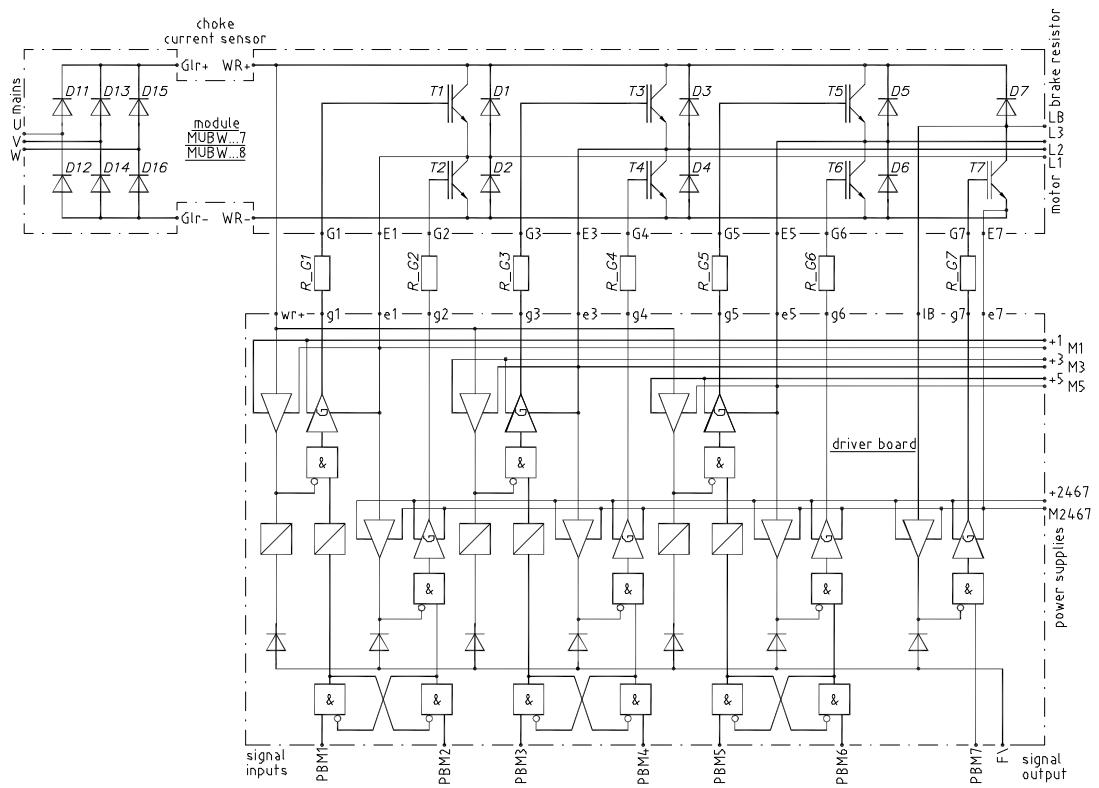 choke
current sensor
Glr+ WR+
mains
U
V
W
D11 D13 D15
D12 D14 D16
module
MUBW...7
MUBW...8
Glr- WR-
T1 D1 T3 D3 T5 D5 D7
T2 D2 T4 D4 T6 D6 T7
brake resistor
LB
L3
L2
L1
motor
G1 E1 G2 G3 E3 G4 G5 E5 G6 G7 E7
R_G1 R_G2 R_G3 R_G4 R_G5 R_G6 R_G7
wr+ g1 e1 g2 g3 e3 g4 g5 e5 g6 lB - g7 e7
+1 M1
+3 M3
+5 M5
G G G
driver board
& & &
+2467
M2467
power supplies
G G G G
& & & &
& & & & & &
signal
inputs
PBM1 PBM2 PBM3 PBM4 PBM5 PBM6 PBM7 F\
signal
output